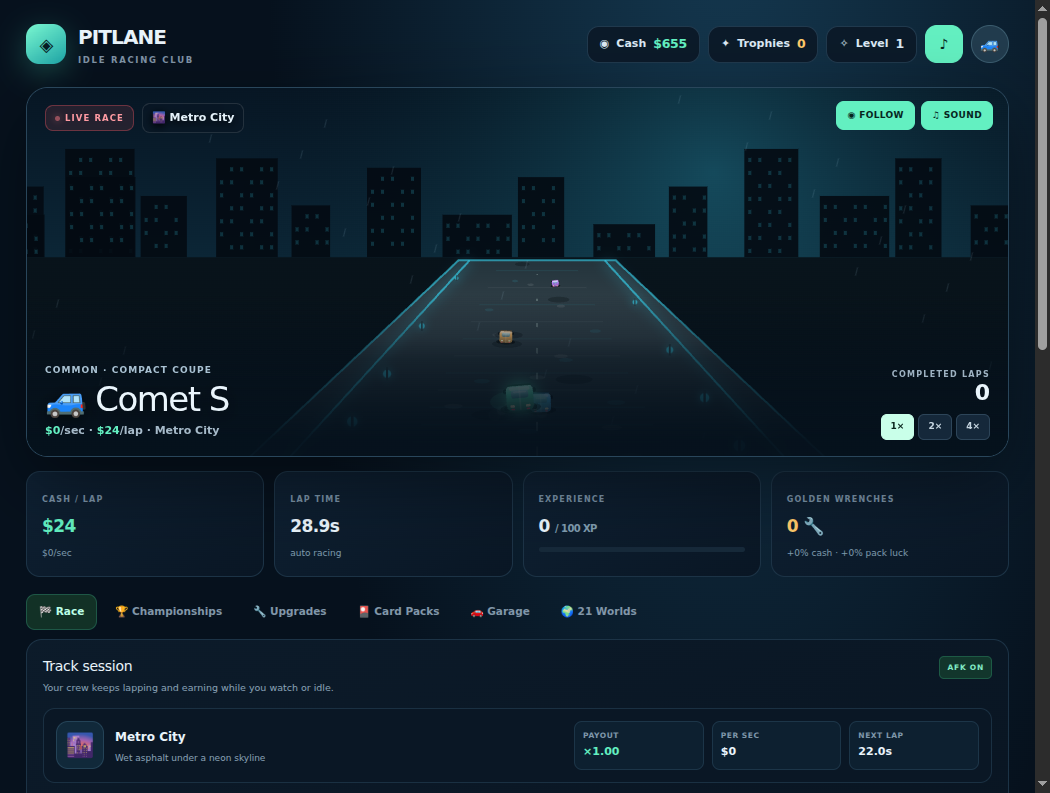 PITLANE
IDLE RACING CLUB
Cash $655
Trophies 0
Level 1
LIVE RACE
Metro City
FOLLOW
SOUND
COMMON · COMPACT COUPE
Comet S
$0/sec · $24/lap · Metro City
COMPLETED LAPS
0
1× 2× 4×
CASH / LAP
$24
$0/sec
LAP TIME
28.9s
auto racing
EXPERIENCE
0 / 100 XP
GOLDEN WRENCHES
0
+0% cash · +0% pack luck
Race
Championships
Upgrades
Card Packs
Garage
21 Worlds
Track session
Your crew keeps lapping and earning while you watch or idle.
AFK ON
Metro City
Wet asphalt under a neon skyline
PAYOUT
×1.00
PER SEC
$0
NEXT LAP
22.0s